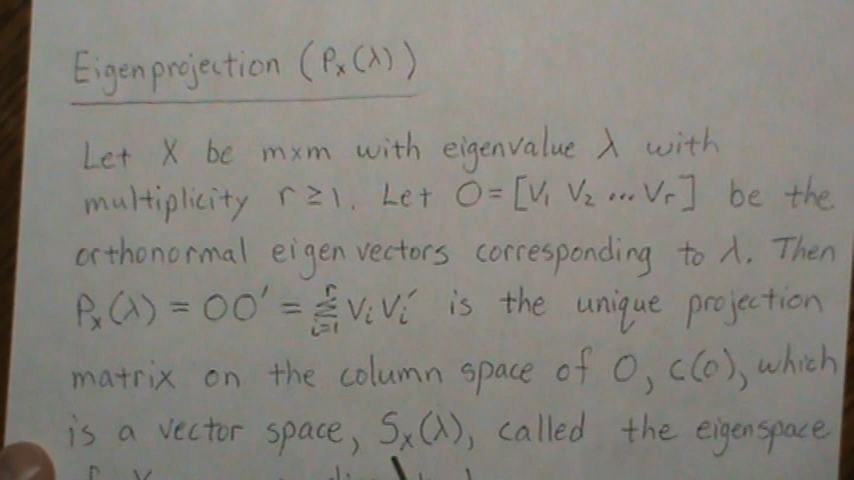 Eigenprojection (Pₓ(λ))
Let X be m×m with eigenvalue λ with
multiplicity r≥1. Let O=[V₁ V₂ ... Vᵣ] be the
orthonormal eigen vectors corresponding to λ. Then
Pₓ(λ) = OO' = Σᵢ₌₁ʳ VᵢVᵢ' is the unique projection
matrix on the column space of O, c(O), which
is a vector space, Sₓ(λ), called the eigenspace